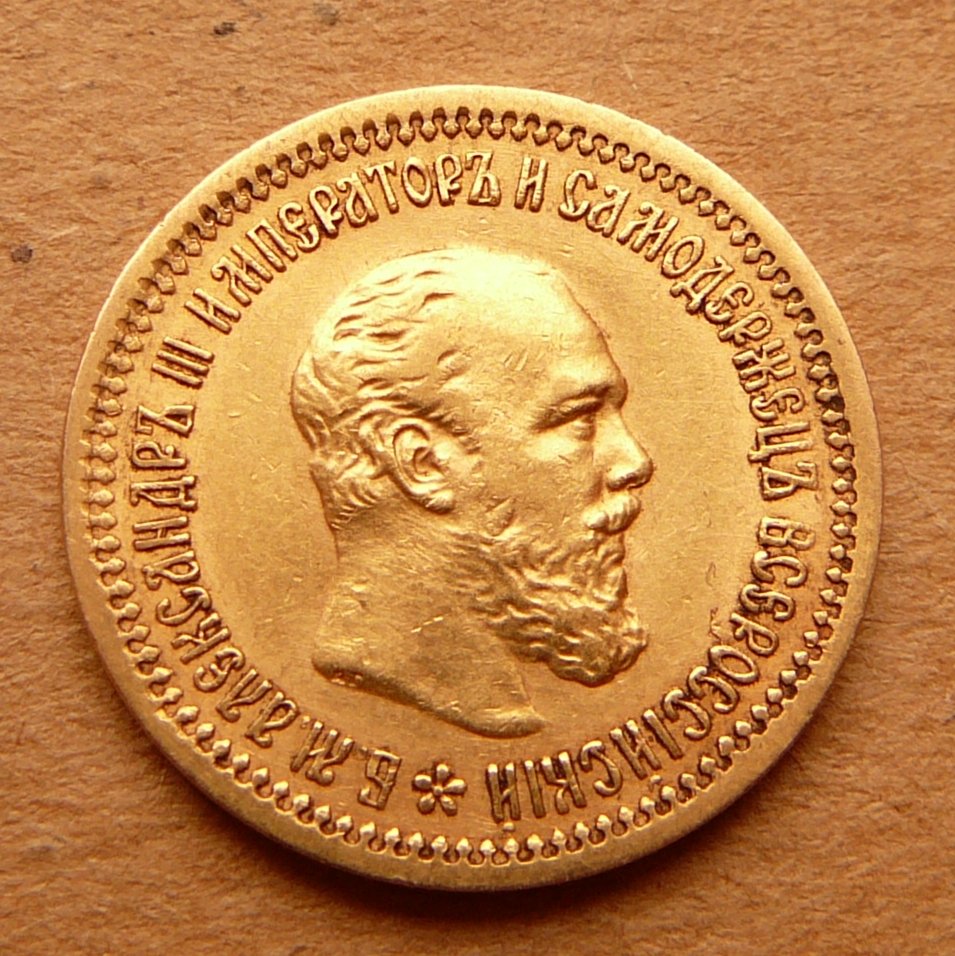 Б. М. АЛЕКСАНДРЪ III ИМПЕРАТОРЪ И САМОДЕРЖЕЦЪ ВСЕРОССІЙСКІЙ